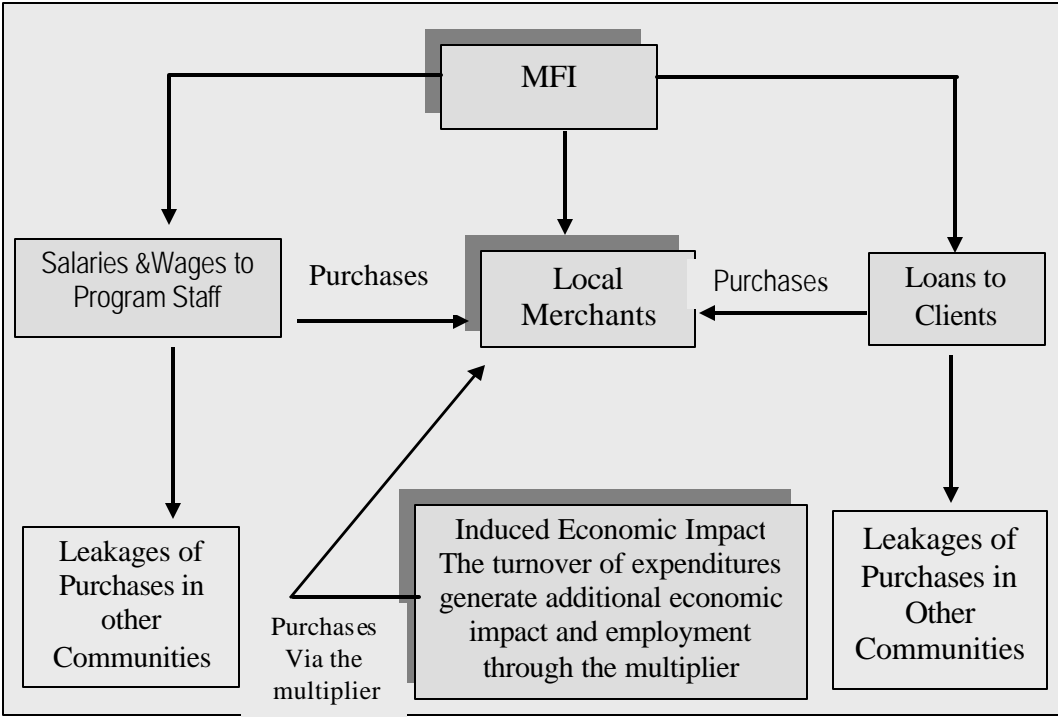 MFI
Salaries &Wages to
Program Staff
Purchases
Local
Merchants
Purchases
Loans to
Clients
Leakages of
Purchases in
other
Communities
Purchases
Via the
multiplier
Induced Economic Impact
The turnover of expenditures
generate additional economic
impact and employment
through the multiplier
Leakages of
Purchases in
Other
Communities